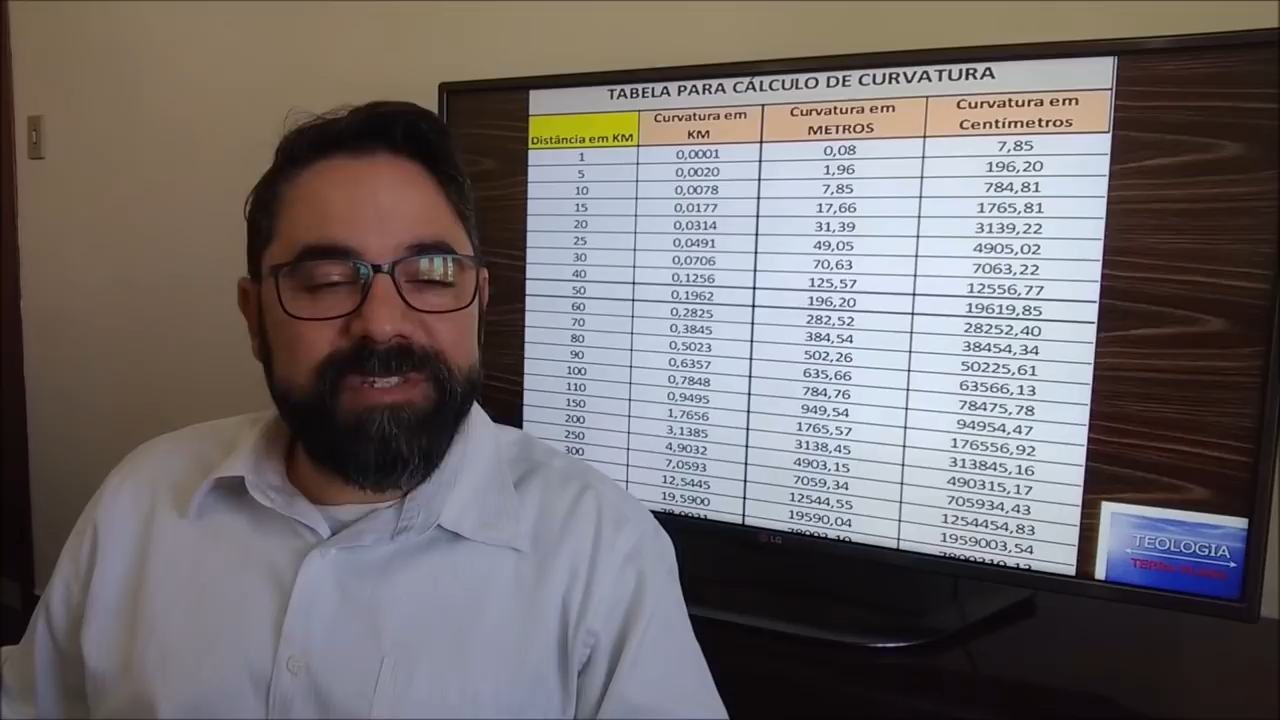 TABELA PARA CÁLCULO DE CURVATURA
Distância em KM Curvatura em KM Curvatura em METROS Curvatura em Centímetros
1 0,0001 0,08 7,85
5 0,0020 1,96 196,20
10 0,0078 7,85 784,81
15 0,0177 17,66 1765,81
20 0,0314 31,39 3139,22
25 0,0491 49,05 4905,02
30 0,0706 70,63 7063,22
40 0,1256 125,57 12556,77
50 0,1962 196,20 19619,85
60 0,2825 282,52 28252,40
70 0,3845 384,54 38454,34
80 0,5023 502,26 50225,61
90 0,6357 635,66 63566,13
100 0,7848 784,76 78475,78
110 0,9495 949,54 94954,47
150 1,7656 1765,57 176556,92
200 3,1385 3138,45 313845,16
250 4,9032 4903,15 490315,17
300 7,0593 7059,34 705934,43
12,5445 12544,55 1254454,83
19,5900 19590,04 1959003,54
LG
TEOLOGIA
TERRA PLANA